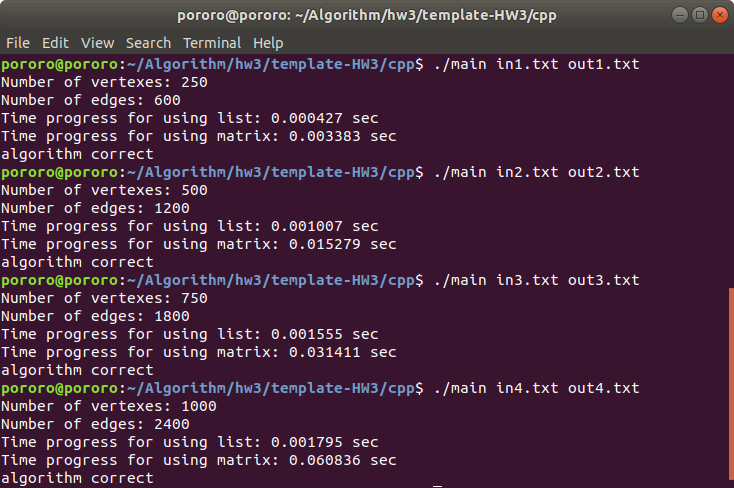 pororo@pororo: ~/Algorithm/hw3/template-HW3/cpp
File Edit View Search Terminal Help
pororo@pororo:~/Algorithm/hw3/template-HW3/cpp$ ./main in1.txt out1.txt
Number of vertexes: 250
Number of edges: 600
Time progress for using list: 0.000427 sec
Time progress for using matrix: 0.003383 sec
algorithm correct
pororo@pororo:~/Algorithm/hw3/template-HW3/cpp$ ./main in2.txt out2.txt
Number of vertexes: 500
Number of edges: 1200
Time progress for using list: 0.001007 sec
Time progress for using matrix: 0.015279 sec
algorithm correct
pororo@pororo:~/Algorithm/hw3/template-HW3/cpp$ ./main in3.txt out3.txt
Number of vertexes: 750
Number of edges: 1800
Time progress for using list: 0.001555 sec
Time progress for using matrix: 0.031411 sec
algorithm correct
pororo@pororo:~/Algorithm/hw3/template-HW3/cpp$ ./main in4.txt out4.txt
Number of vertexes: 1000
Number of edges: 2400
Time progress for using list: 0.001795 sec
Time progress for using matrix: 0.060836 sec
algorithm correct